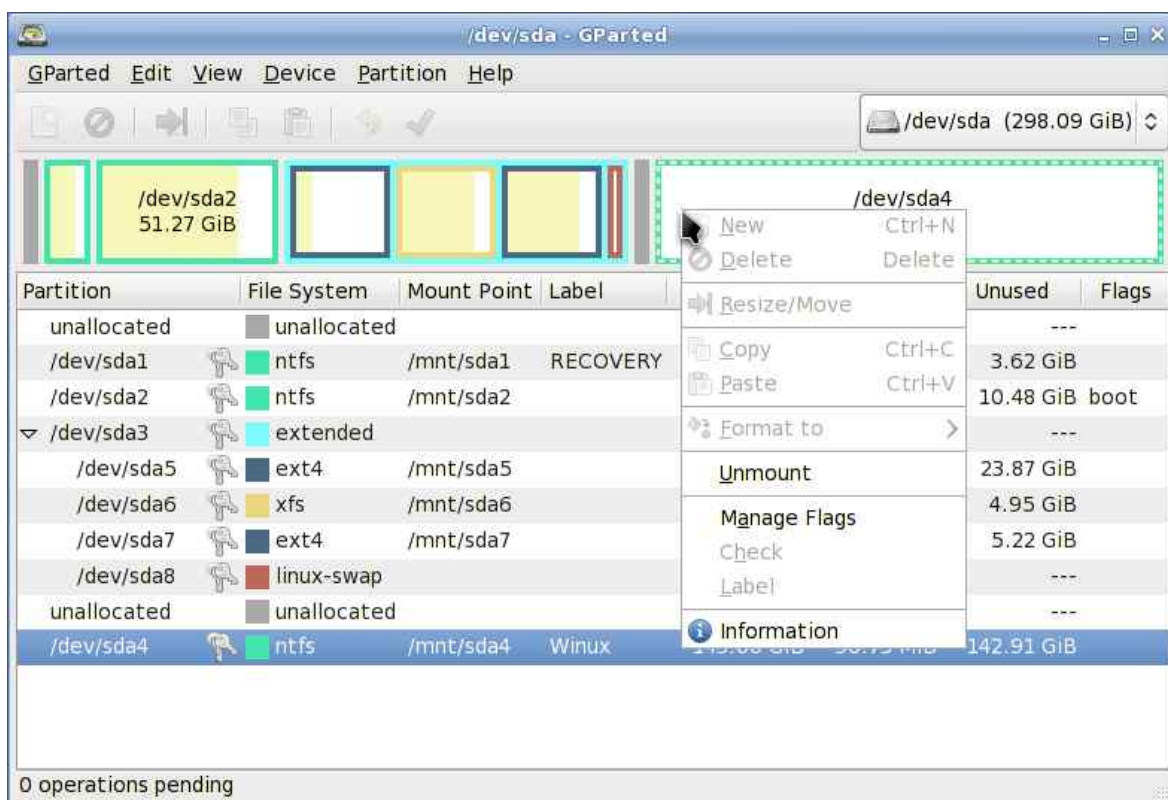 /dev/sda - GParted
GParted Edit View Device Partition Help
/dev/sda (298.09 GiB)
/dev/sda2
51.27 GiB
/dev/sda4
New Ctrl+N
Delete Delete
Resize/Move
Copy Ctrl+C
Paste Ctrl+V
Format to
Unmount
Manage Flags
Check
Label
Information
Partition File System Mount Point Label Unused Flags
unallocated unallocated ---
/dev/sda1 ntfs /mnt/sda1 RECOVERY 3.62 GiB
/dev/sda2 ntfs /mnt/sda2 10.48 GiB boot
/dev/sda3 extended ---
/dev/sda5 ext4 /mnt/sda5 23.87 GiB
/dev/sda6 xfs /mnt/sda6 4.95 GiB
/dev/sda7 ext4 /mnt/sda7 5.22 GiB
/dev/sda8 linux-swap ---
unallocated unallocated ---
/dev/sda4 ntfs /mnt/sda4 Winux 142.91 GiB
0 operations pending